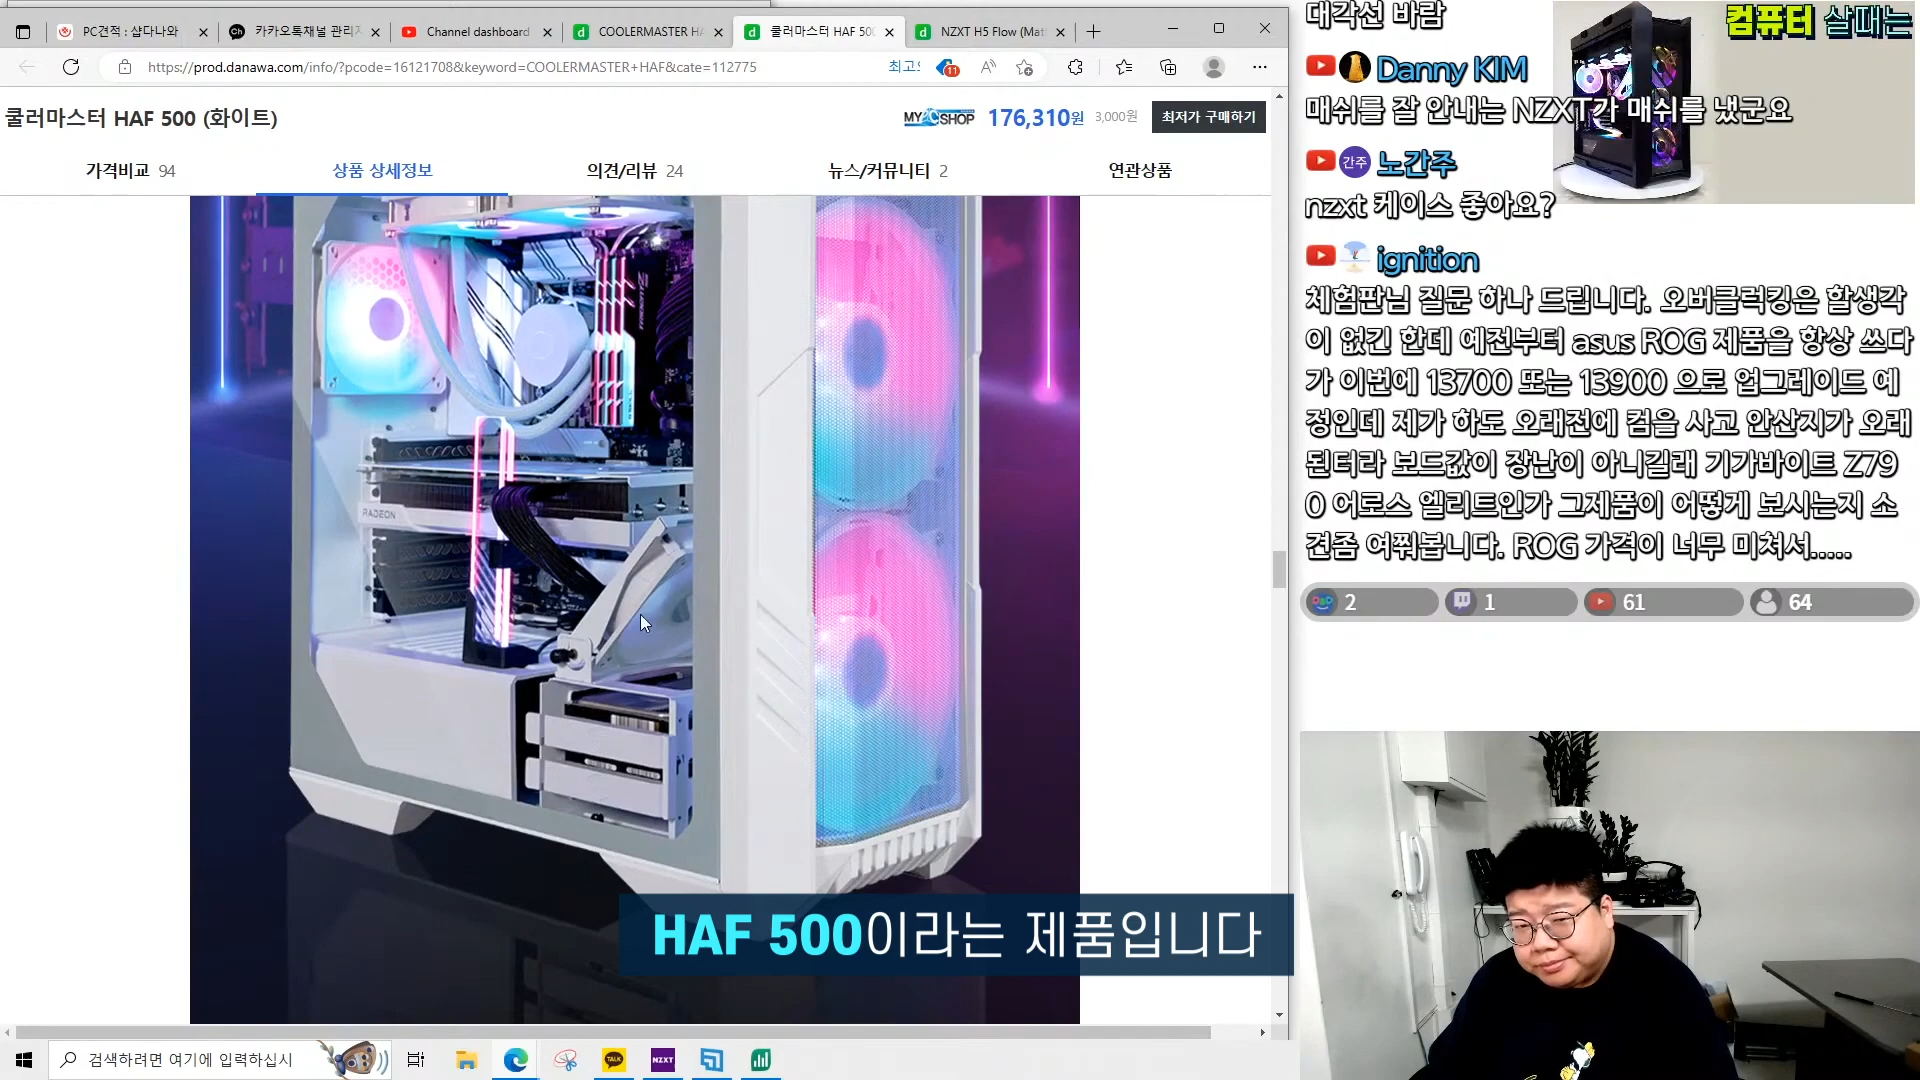 PC견적 : 샵다나와
카카오톡채널 관리자
Channel dashboard
COOLERMASTER HA
쿨러마스터 HAF 500
NZXT H5 Flow (Mat
https://prod.danawa.com/info/?pcode=16121708&keyword=COOLERMASTER+HAF&cate=112775
최고
11
쿨러마스터 HAF 500 (화이트)
MY PC SHOP
176,310원
3,000원
최저가 구매하기
가격비교 94
상품 상세정보
의견/리뷰 24
뉴스/커뮤니티 2
연관상품
RADEON
HAF 500이라는 제품입니다
검색하려면 여기에 입력하십시
TALK
NZXT
컴퓨터 살때는
대각선 바람
Danny KIM
매쉬를 잘 안내는 NZXT가 매쉬를 냈군요
간주 노간주
nzxt 케이스 좋아요?
ignition
체험판님 질문 하나 드립니다. 오버클럭킹은 할생각
이 없긴 한데 예전부터 asus ROG 제품을 항상 쓰다
가 이번에 13700 또는 13900 으로 업그레이드 예
정인데 제가 하도 오래전에 컴을 사고 안산지가 오래
된터라 보드값이 장난이 아니길래 기가바이트 Z79
0 어로스 엘리트인가 그제품이 어떻게 보시는지 소
견좀 여쭤봅니다. ROG 가격이 너무 미쳐서.....
2
1
61
64